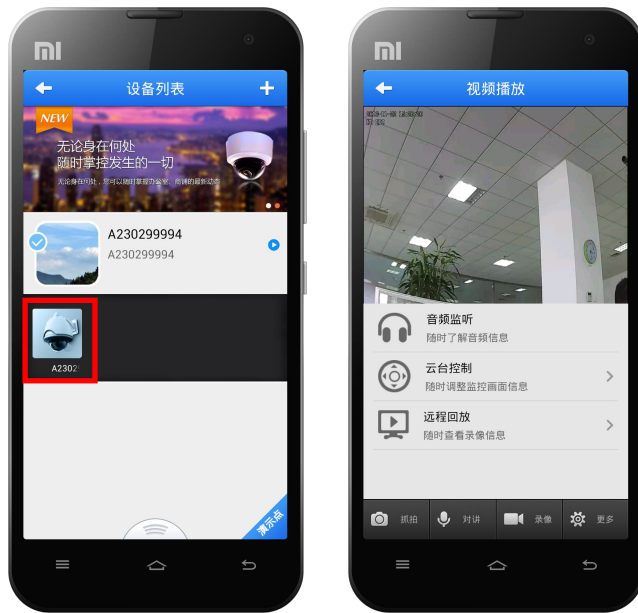 设备列表
NEW
无论身在何处
随时掌控发生的一切
A230299994
A230299994
A2302
演示点
视频播放
音频监听
随时了解音频信息
云台控制
随时调整监控画面信息
远程回放
随时查看录像信息
抓拍 对讲 录像 更多